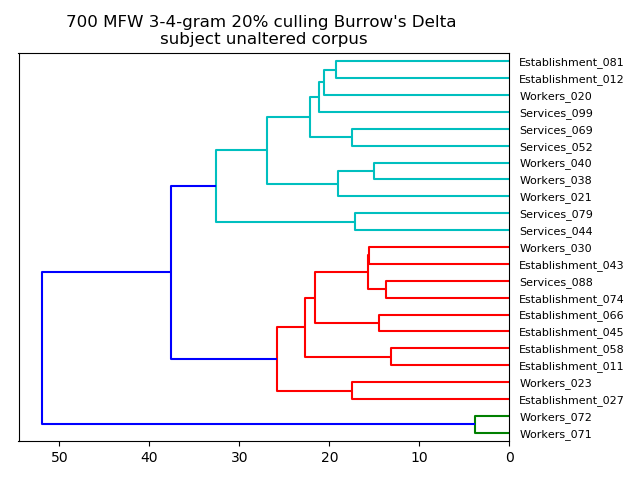 700 MFW 3-4-gram 20% culling Burrow's Delta
subject unaltered corpus
Establishment_081
Establishment_012
Workers_020
Services_099
Services_069
Services_052
Workers_040
Workers_038
Workers_021
Services_079
Services_044
Workers_030
Establishment_043
Services_088
Establishment_074
Establishment_066
Establishment_045
Establishment_058
Establishment_011
Workers_023
Establishment_027
Workers_072
Workers_071
50 40 30 20 10 0